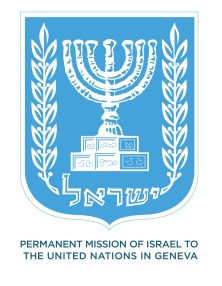 ישראל
PERMANENT MISSION OF ISRAEL TO
THE UNITED NATIONS IN GENEVA